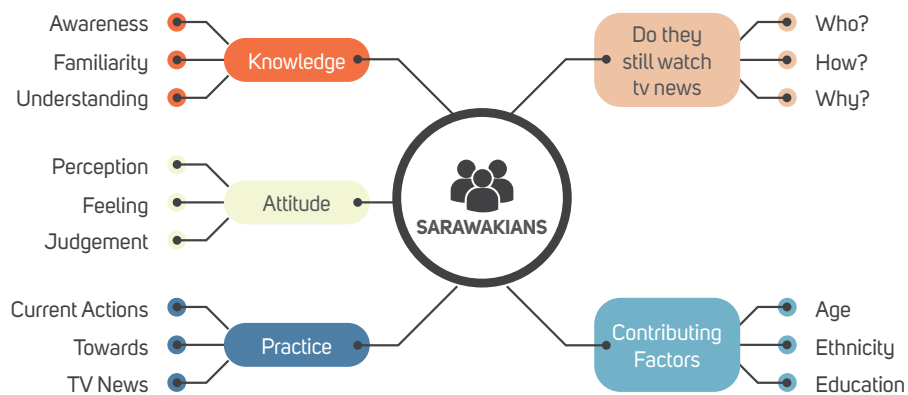 Awareness
Familiarity
Understanding
Knowledge
Perception
Feeling
Judgement
Attitude
Current Actions
Towards
TV News
Practice
SARAWAKIANS
Do they
still watch
tv news
Who?
How?
Why?
Contributing
Factors
Age
Ethnicity
Education